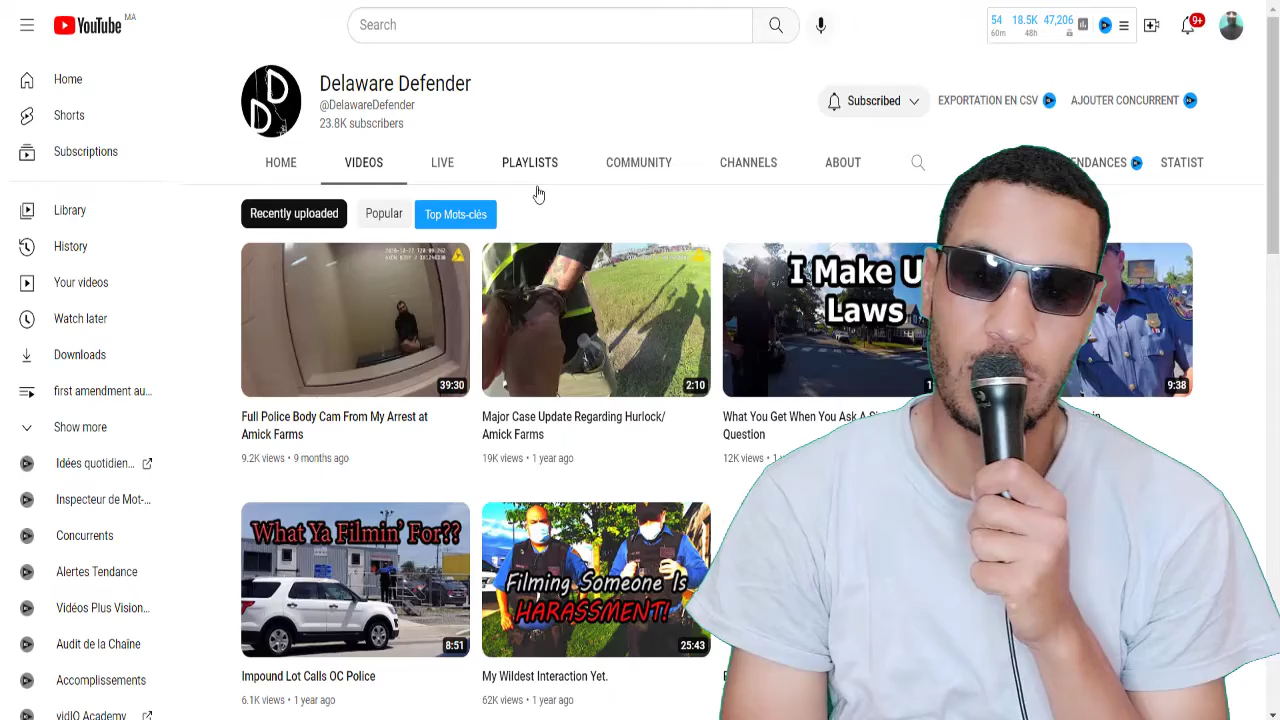 YouTube MA
Search
54 18.5K 47,206
60m 48h
9+
Home
Shorts
Subscriptions
Library
History
Your videos
Watch later
Downloads
first amendment au...
Show more
Idées quotidien...
Inspecteur de Mot-...
Concurrents
Alertes Tendance
Vidéos Plus Vision...
Audit de la Chaîne
Accomplissements
vidIQ Academy
Delaware Defender
@DelawareDefender
23.8K subscribers
Subscribed
EXPORTATION EN CSV
AJOUTER CONCURRENT
HOME
VIDEOS
LIVE
PLAYLISTS
COMMUNITY
CHANNELS
ABOUT
ENDANCES
STATIST
Recently uploaded
Popular
Top Mots-clés
39:30
Full Police Body Cam From My Arrest at
Amick Farms
9.2K views • 9 months ago
2:10
Major Case Update Regarding Hurlock/
Amick Farms
19K views • 1 year ago
I Make U
Laws
What You Get When You Ask A Si
Question
12K views • 1
9:38
What Ya Filmin' For??
8:51
Impound Lot Calls OC Police
6.1K views • 1 year ago
Filming Someone Is
HARASSMENT!
25:43
My Wildest Interaction Yet.
62K views • 1 year ago